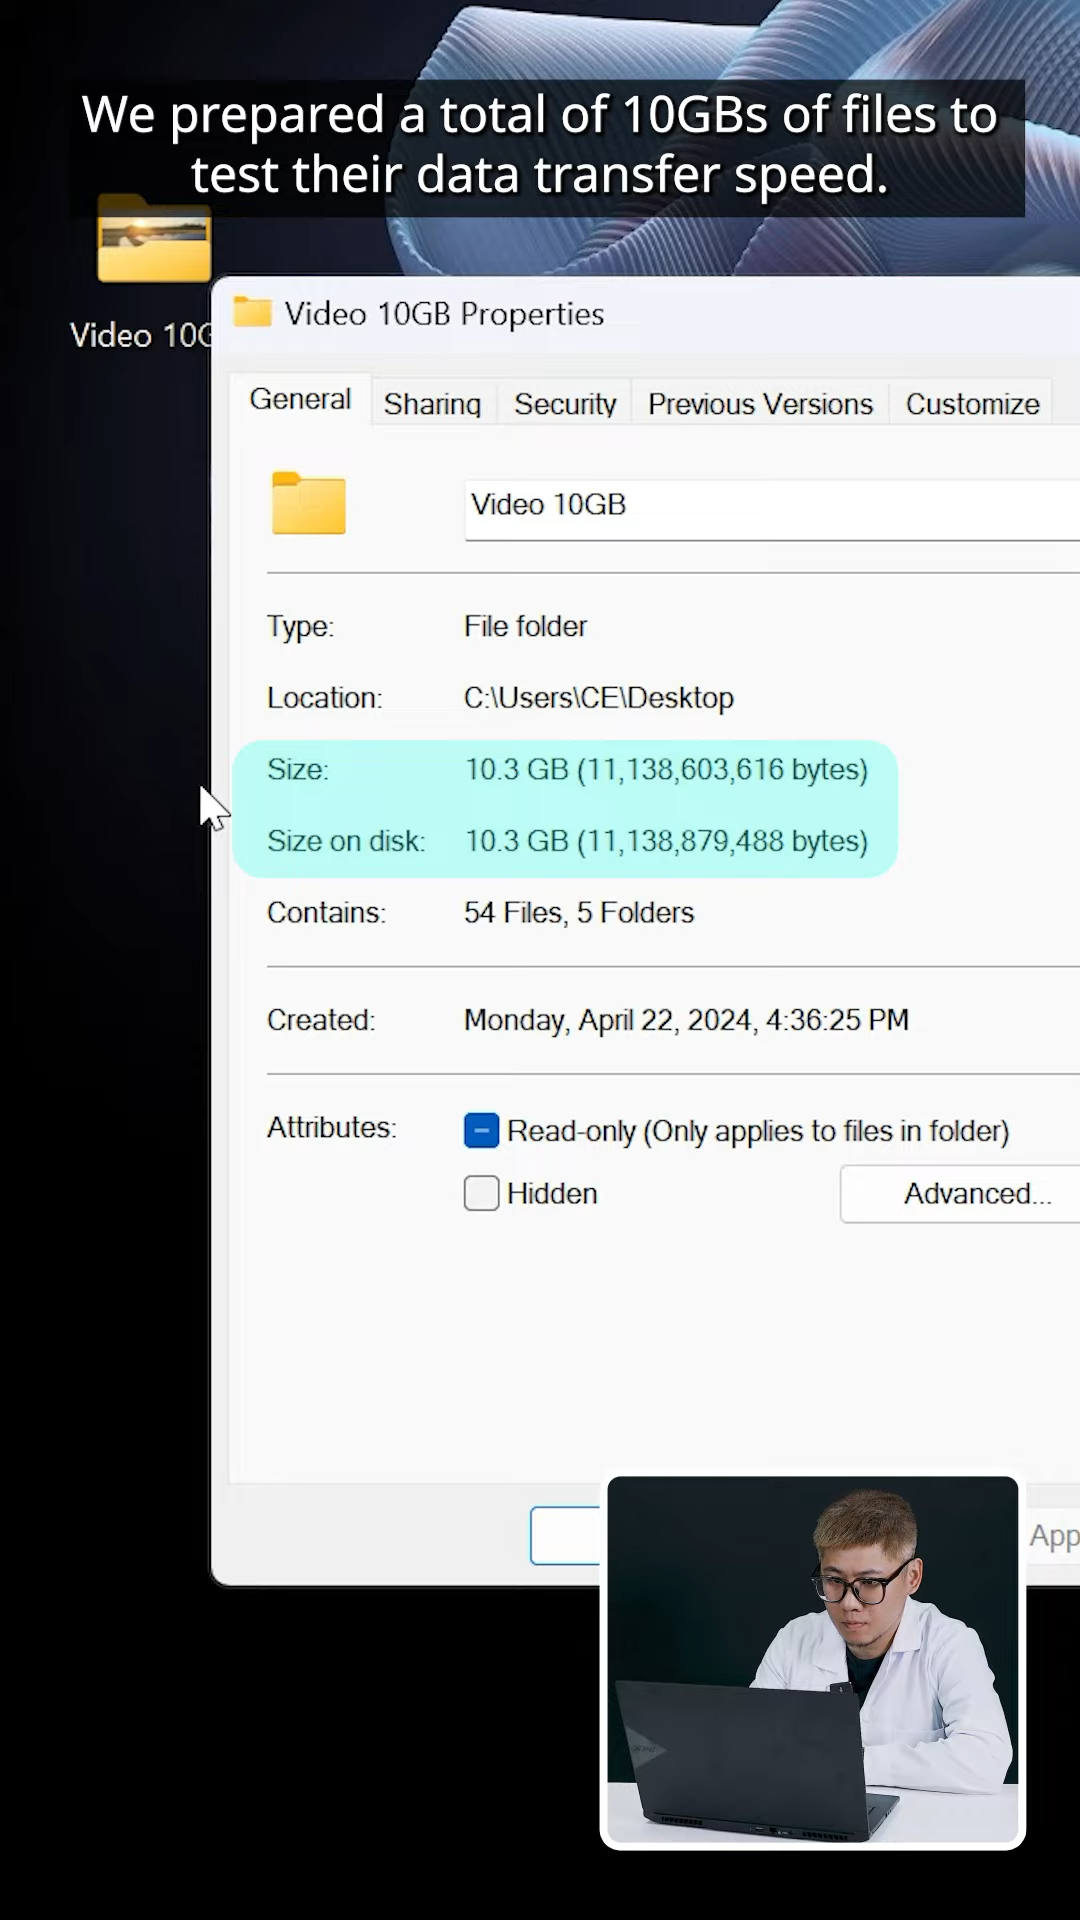 We prepared a total of 10GBs of files to
test their data transfer speed.
Video 10G
Video 10GB Properties
General Sharing Security Previous Versions Customize
Video 10GB
Type: File folder
Location: C:\Users\CE\Desktop
Size: 10.3 GB (11,138,603,616 bytes)
Size on disk: 10.3 GB (11,138,879,488 bytes)
Contains: 54 Files, 5 Folders
Created: Monday, April 22, 2024, 4:36:25 PM
Attributes: Read-only (Only applies to files in folder)
Hidden Advanced...
App